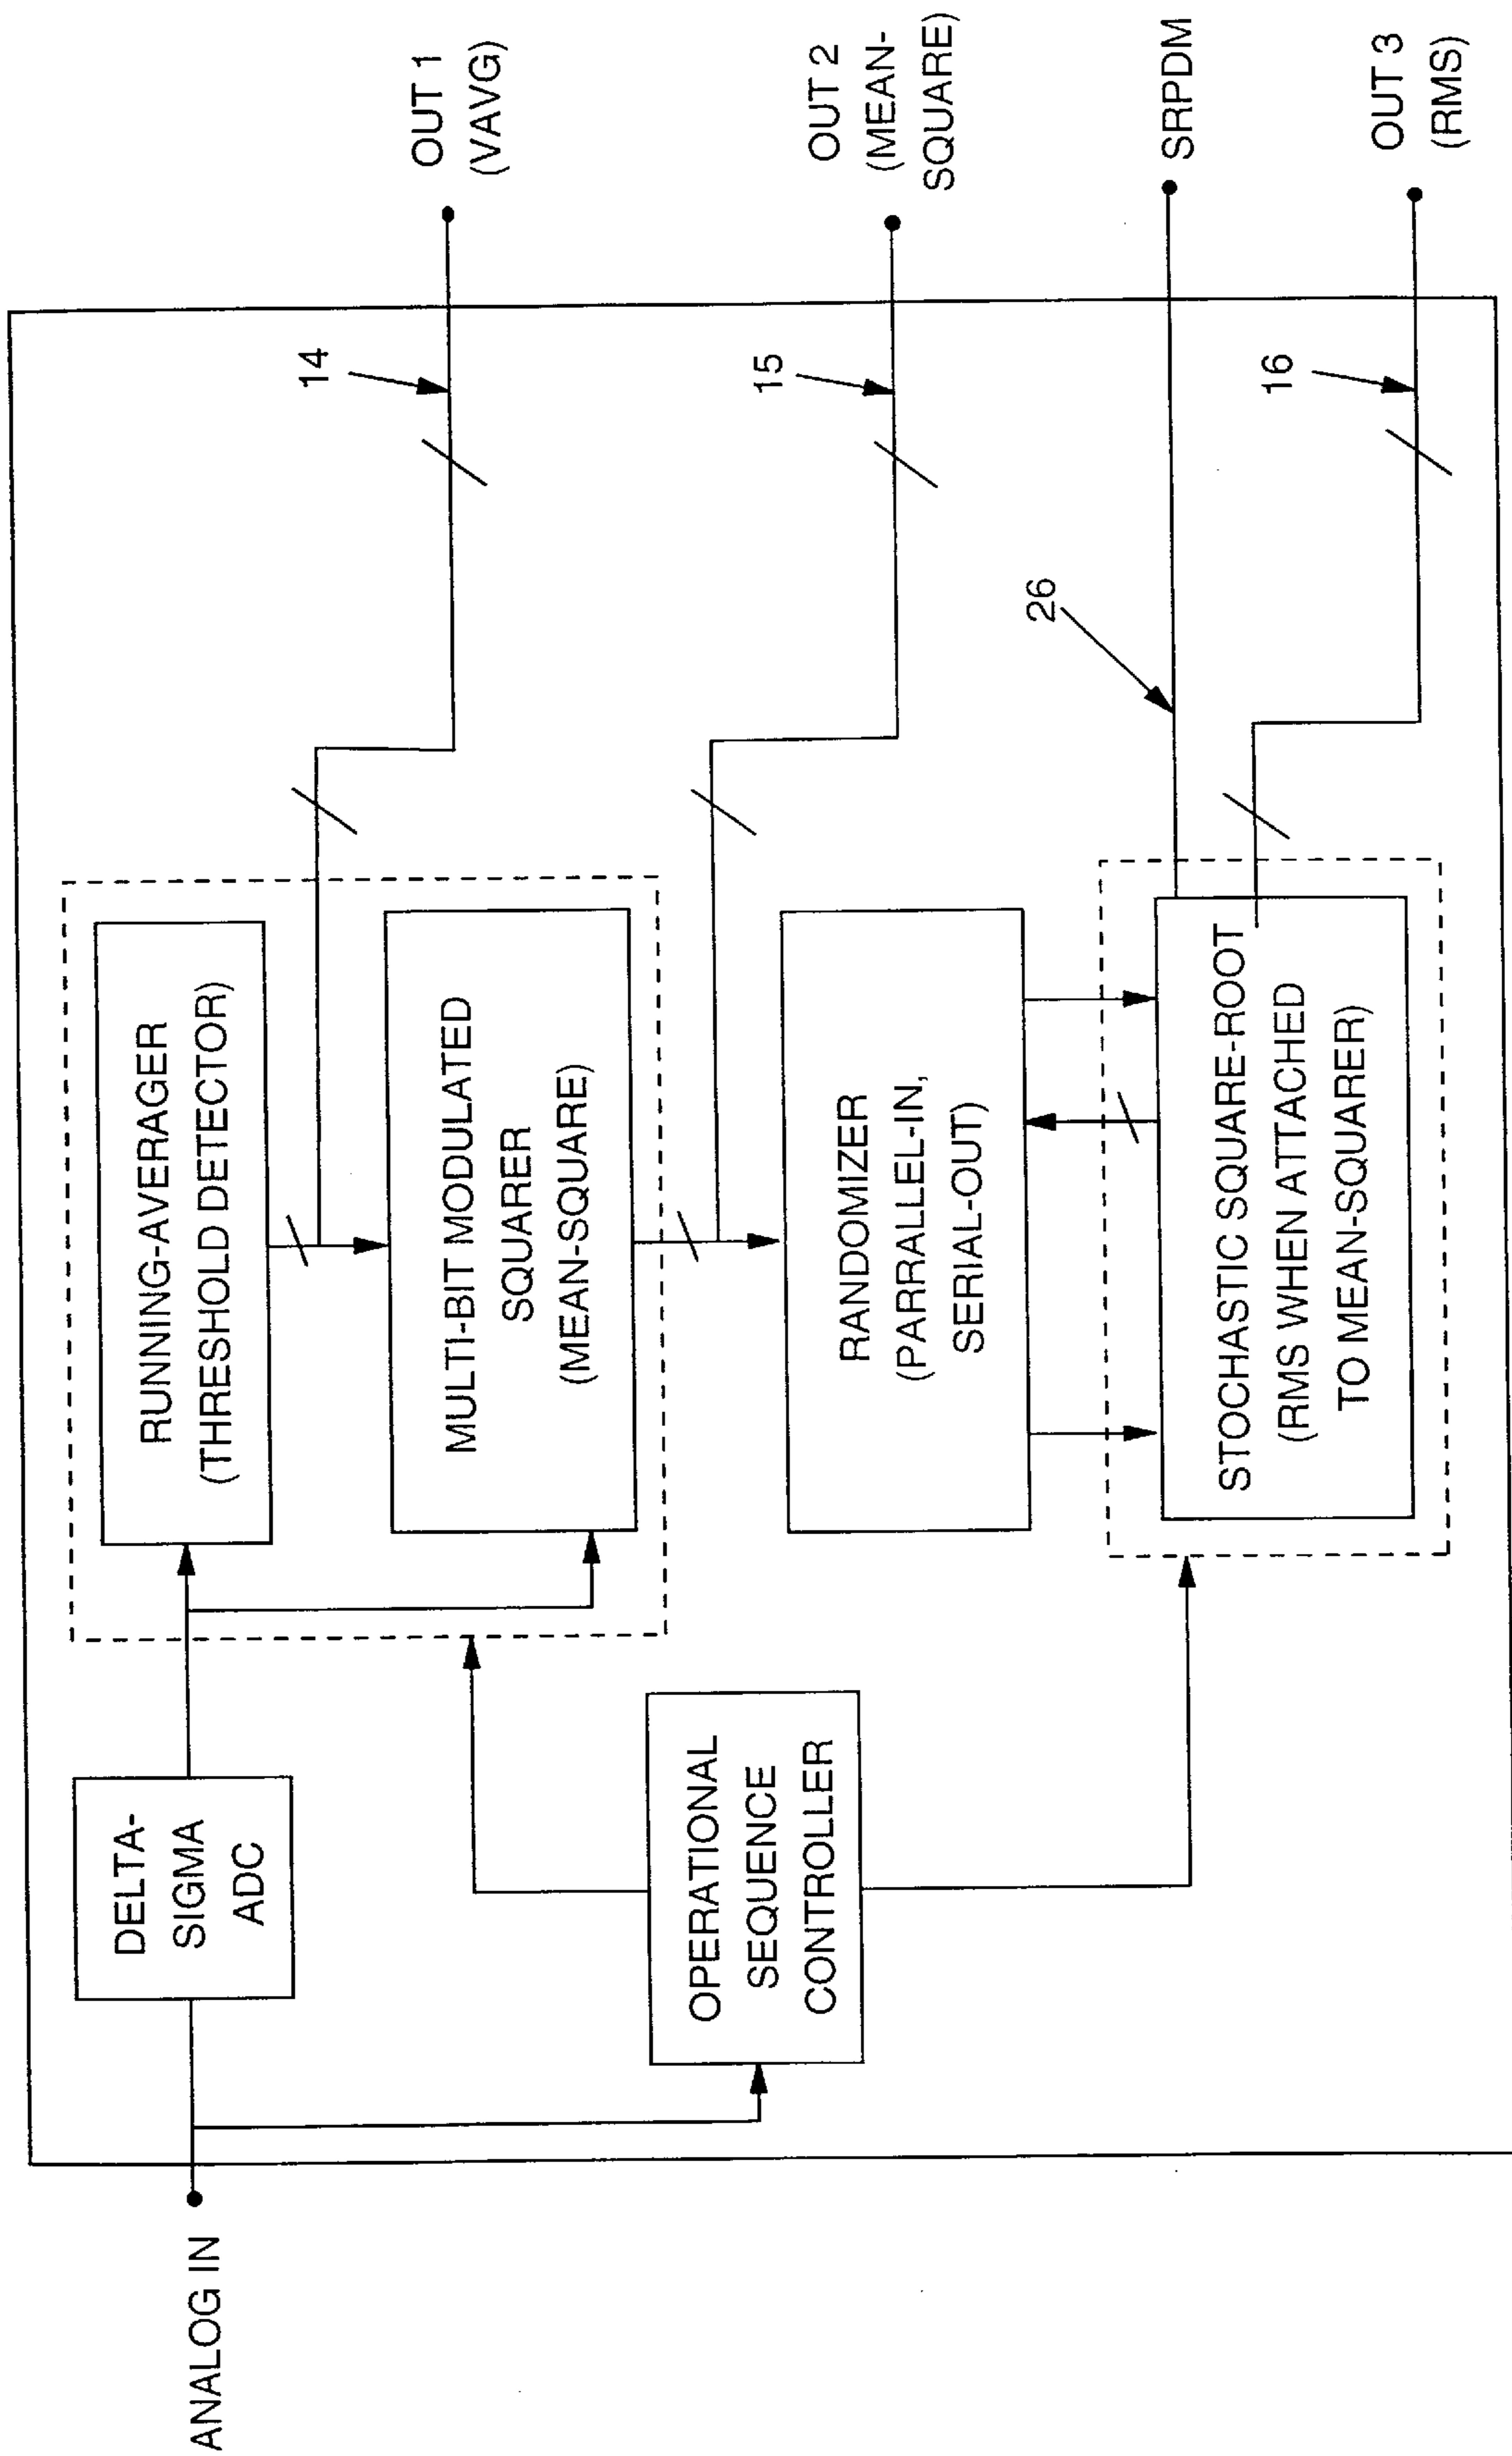 ANALOG IN
DELTA-
SIGMA
ADC
OPERATIONAL
SEQUENCE
CONTROLLER
RUNNING-AVERAGER
(THRESHOLD DETECTOR)
MULTI-BIT MODULATED
SQUARER
(MEAN-SQUARE)
RANDOMIZER
(PARRALEL-IN,
SERIAL-OUT)
STOCHASTIC SQUARE-ROOT
(RMS WHEN ATTACHED
TO MEAN-SQUARER)
14
15
26
16
OUT 1
(VAVG)
OUT 2
(MEAN-
SQUARE)
SRPDM
OUT 3
(RMS)